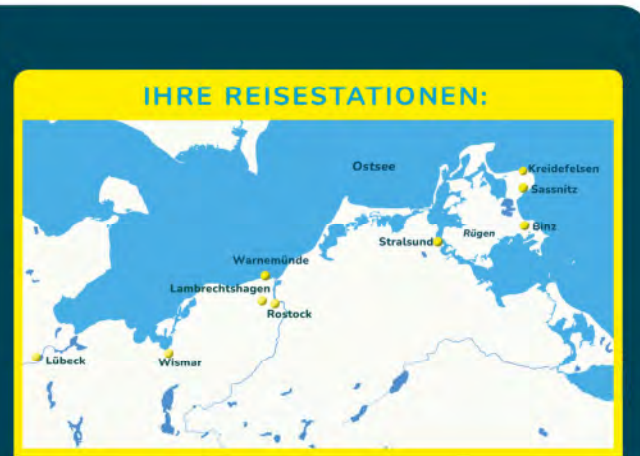 IHRE REISESTATIONEN:
Ostsee
Kreidefelsen
Sassnitz
Binz
Rügen
Stralsund
Warnemünde
Lambrechtshagen
Rostock
Lübeck
Wismar